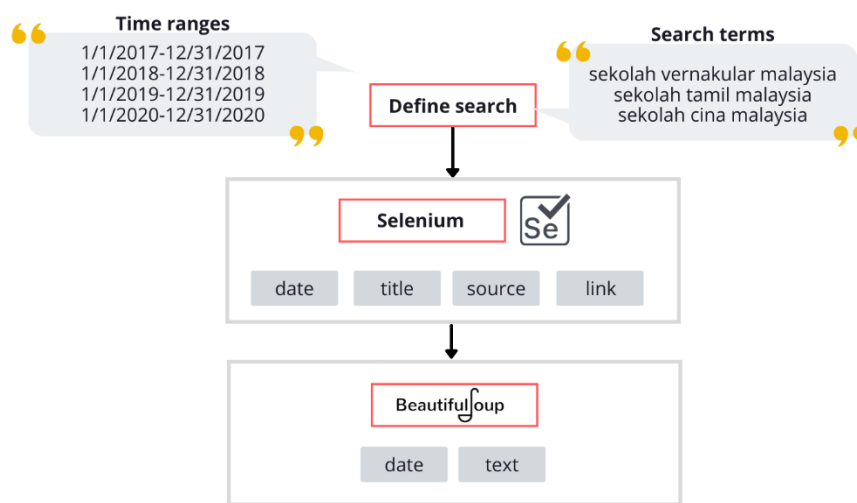 Time ranges
1/1/2017-12/31/2017
1/1/2018-12/31/2018
1/1/2019-12/31/2019
1/1/2020-12/31/2020
Search terms
sekolah vernakular malaysia
sekolah tamil malaysia
sekolah cina malaysia
Define search
Selenium
Se
date
title
source
link
BeautifulSoup
date
text